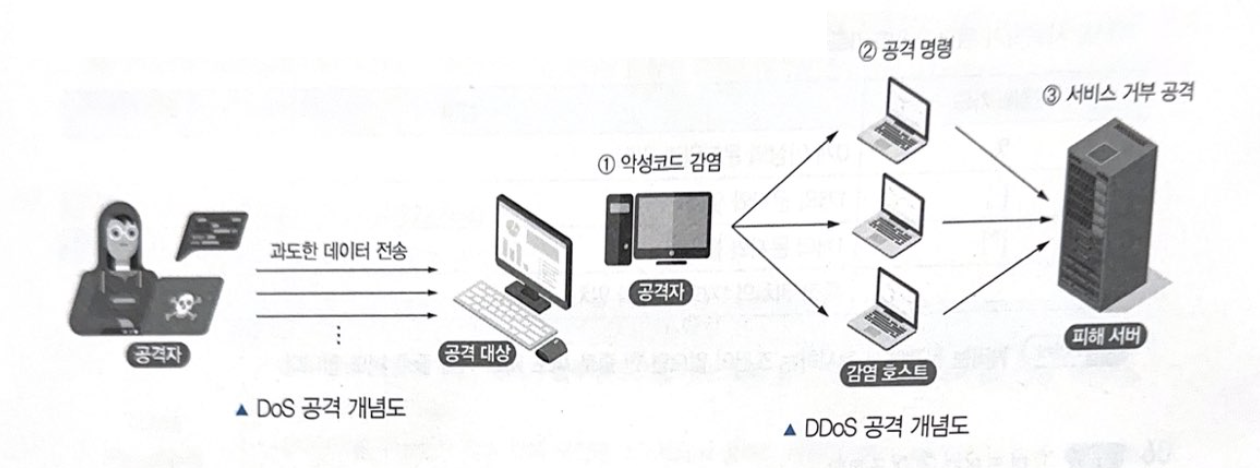 ② 공격 명령
③ 서비스 거부 공격
① 악성코드 감염
과도한 데이터 전송
공격자
공격자
공격 대상
피해 서버
감염 호스트
▲ DoS 공격 개념도
▲ DDoS 공격 개념도